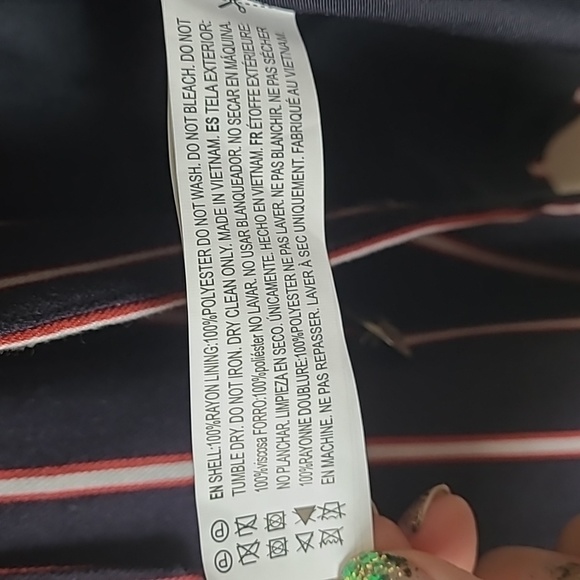 EN SHELL:100%RAYON LINING:100%POLYESTER DO NOT WASH. DO NOT BLEACH. DO NOT
TUMBLE DRY. DO NOT IRON. DRY CLEAN ONLY. MADE IN VIETNAM. ES TELA EXTERIOR:
100%viscosa FORRO:100%poliéster NO LAVAR. NO USAR BLANQUEADOR. NO SECAR EN MÁQUINA.
NO PLANCHAR. LIMPIEZA EN SECO. ÚNICAMENTE. HECHO EN VIETNAM. FR ÉTOFFE EXTÉRIEURE:
100%RAYONNE DOUBLURE:100%POLYESTER NE PAS LAVER. NE PAS BLANCHIR. NE PAS SÉCHER
EN MACHINE. NE PAS REPASSER. LAVER À SEC UNIQUEMENT. FABRIQUÉ AU VIETNAM.
P P